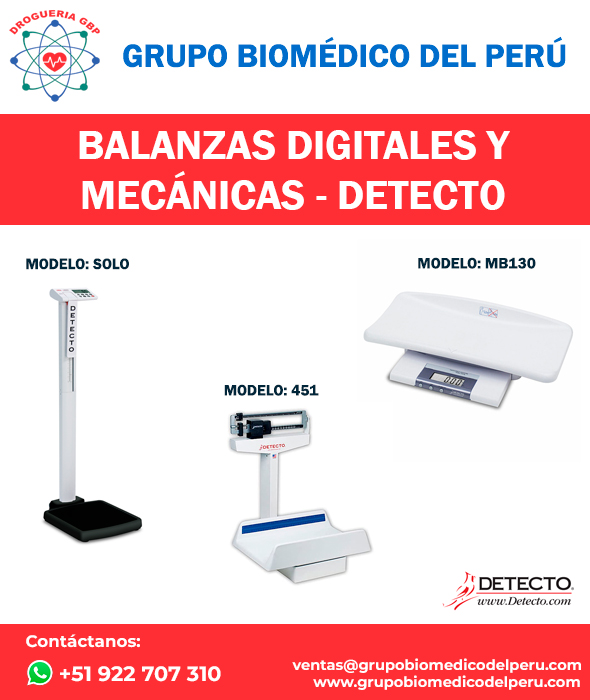 DROGUERIA GBP
GRUPO BIOMÉDICO DEL PERÚ
BALANZAS DIGITALES Y
MECÁNICAS - DETECTO
MODELO: SOLO
MODELO: MB130
DETECTO
MODELO: 451
DETECTO
DETECTO.
www.Detecto.com
Contáctanos:
+51 922 707 310
ventas@grupobiomedicodelperu.com
www.grupobiomedicodelperu.com